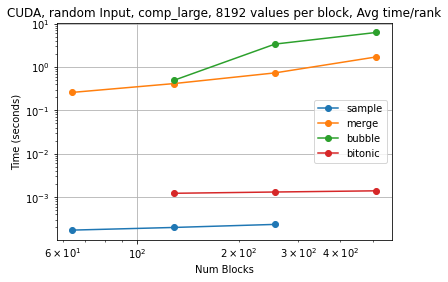 CUDA, random Input, comp_large, 8192 values per block, Avg time/rank
10¹
10⁰
10⁻¹
10⁻²
10⁻³
Time (seconds)
sample
merge
bubble
bitonic
6 × 10¹
10²
2 × 10²
3 × 10²
4 × 10²
Num Blocks